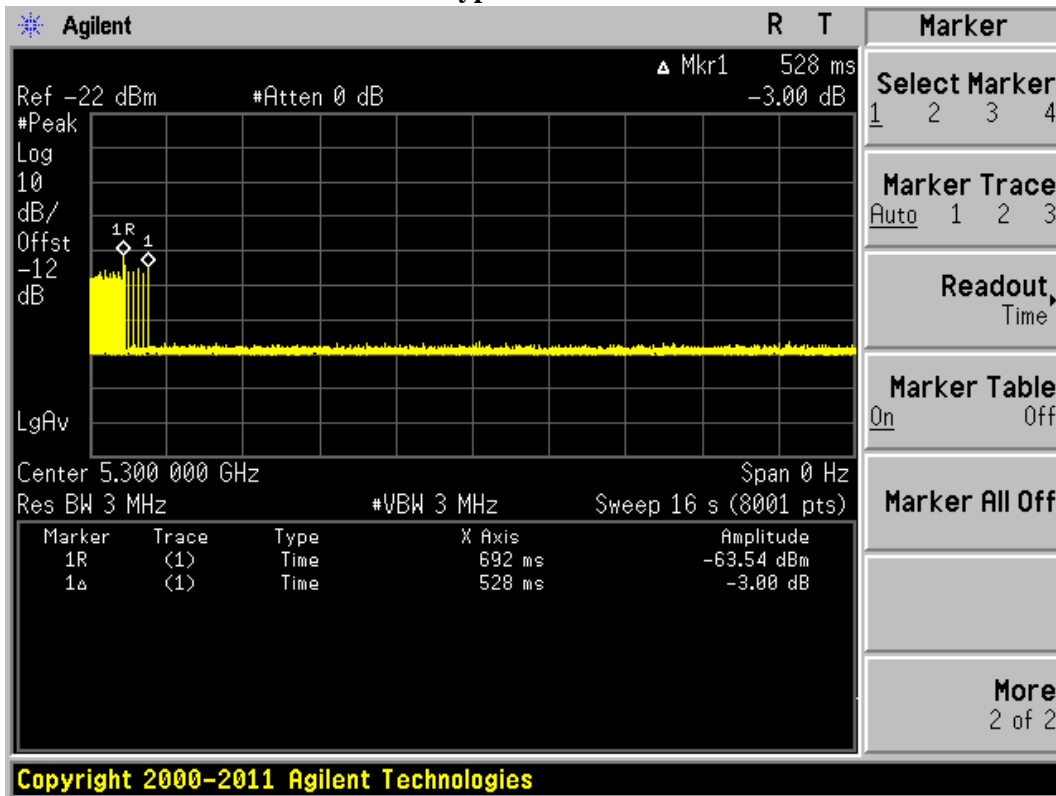 Agilent R T
Marker
▵ Mkr1 528 ms
Ref -22 dBm #Atten 0 dB -3.00 dB
#Peak
Log
10
dB/
Offst
-12
dB
1R
1
LgAv
Center 5.300 000 GHz Span 0 Hz
Res BW 3 MHz #VBW 3 MHz Sweep 16 s (8001 pts)
Marker Trace Type X Axis Amplitude
1R (1) Time 692 ms -63.54 dBm
1▵ (1) Time 528 ms -3.00 dB
Select Marker
1 2 3 4
Marker Trace
Auto 1 2 3
Readout
Time
Marker Table
On Off
Marker All Off
More
2 of 2
Copyright 2000-2011 Agilent Technologies